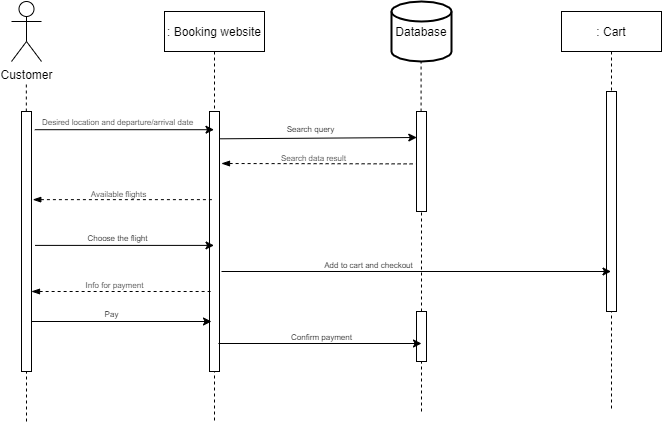 : Booking website
Database
: Cart
Customer
Desired location and departure/arrival date
Search query
Search data result
Available flights
Choose the flight
Add to cart and checkout
Info for payment
Pay
Confirm payment